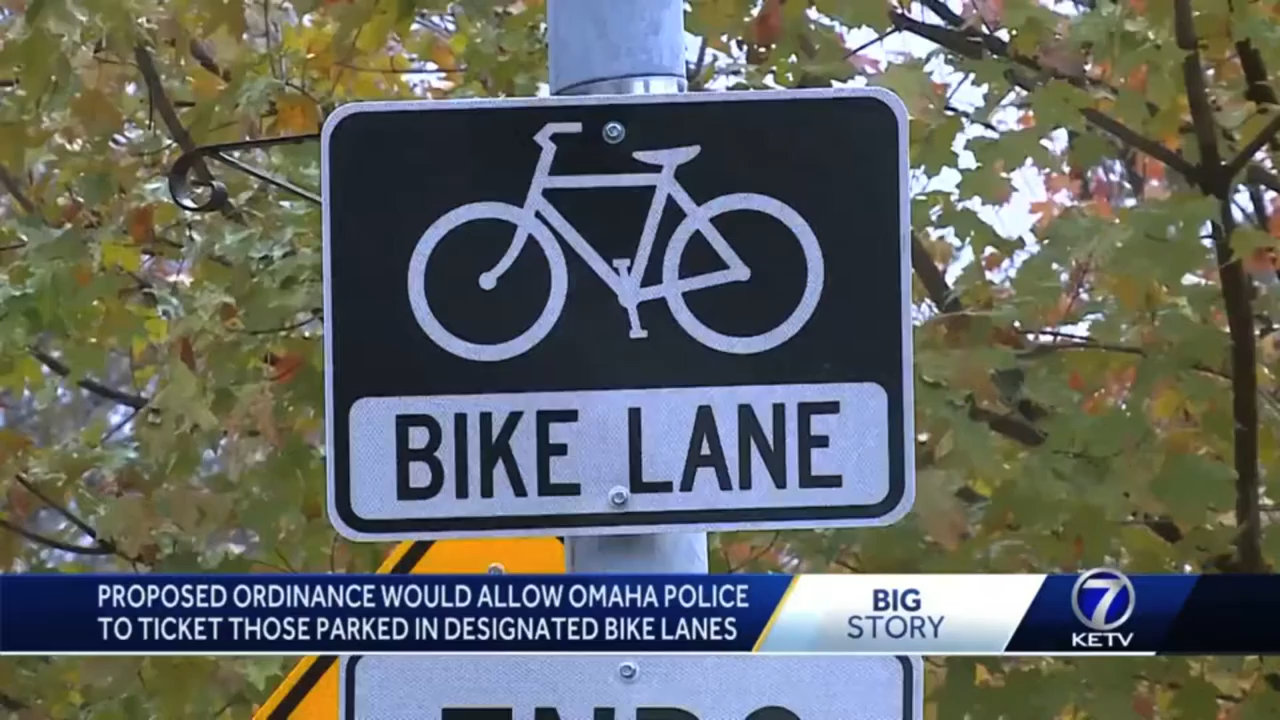 BIKE LANE
PROPOSED ORDINANCE WOULD ALLOW OMAHA POLICE
TO TICKET THOSE PARKED IN DESIGNATED BIKE LANES
BIG
STORY
7
KETV
ENDS